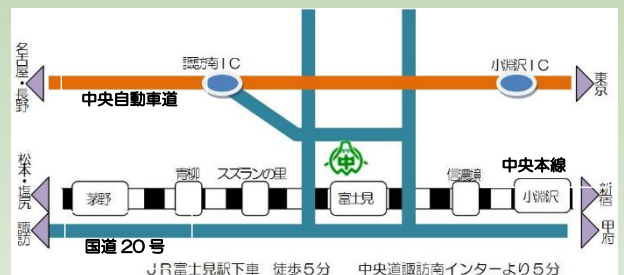 名古屋・長野
諏訪南IC
小淵沢IC
東京
中央自動車道
中
松本・塩尻
茅野
青柳
スズランの里
富士見
信濃境
中央本線
小淵沢
新宿
諏訪
国道20号
甲府
JR富士見駅下車 徒歩5分 中央道諏訪南インターより5分